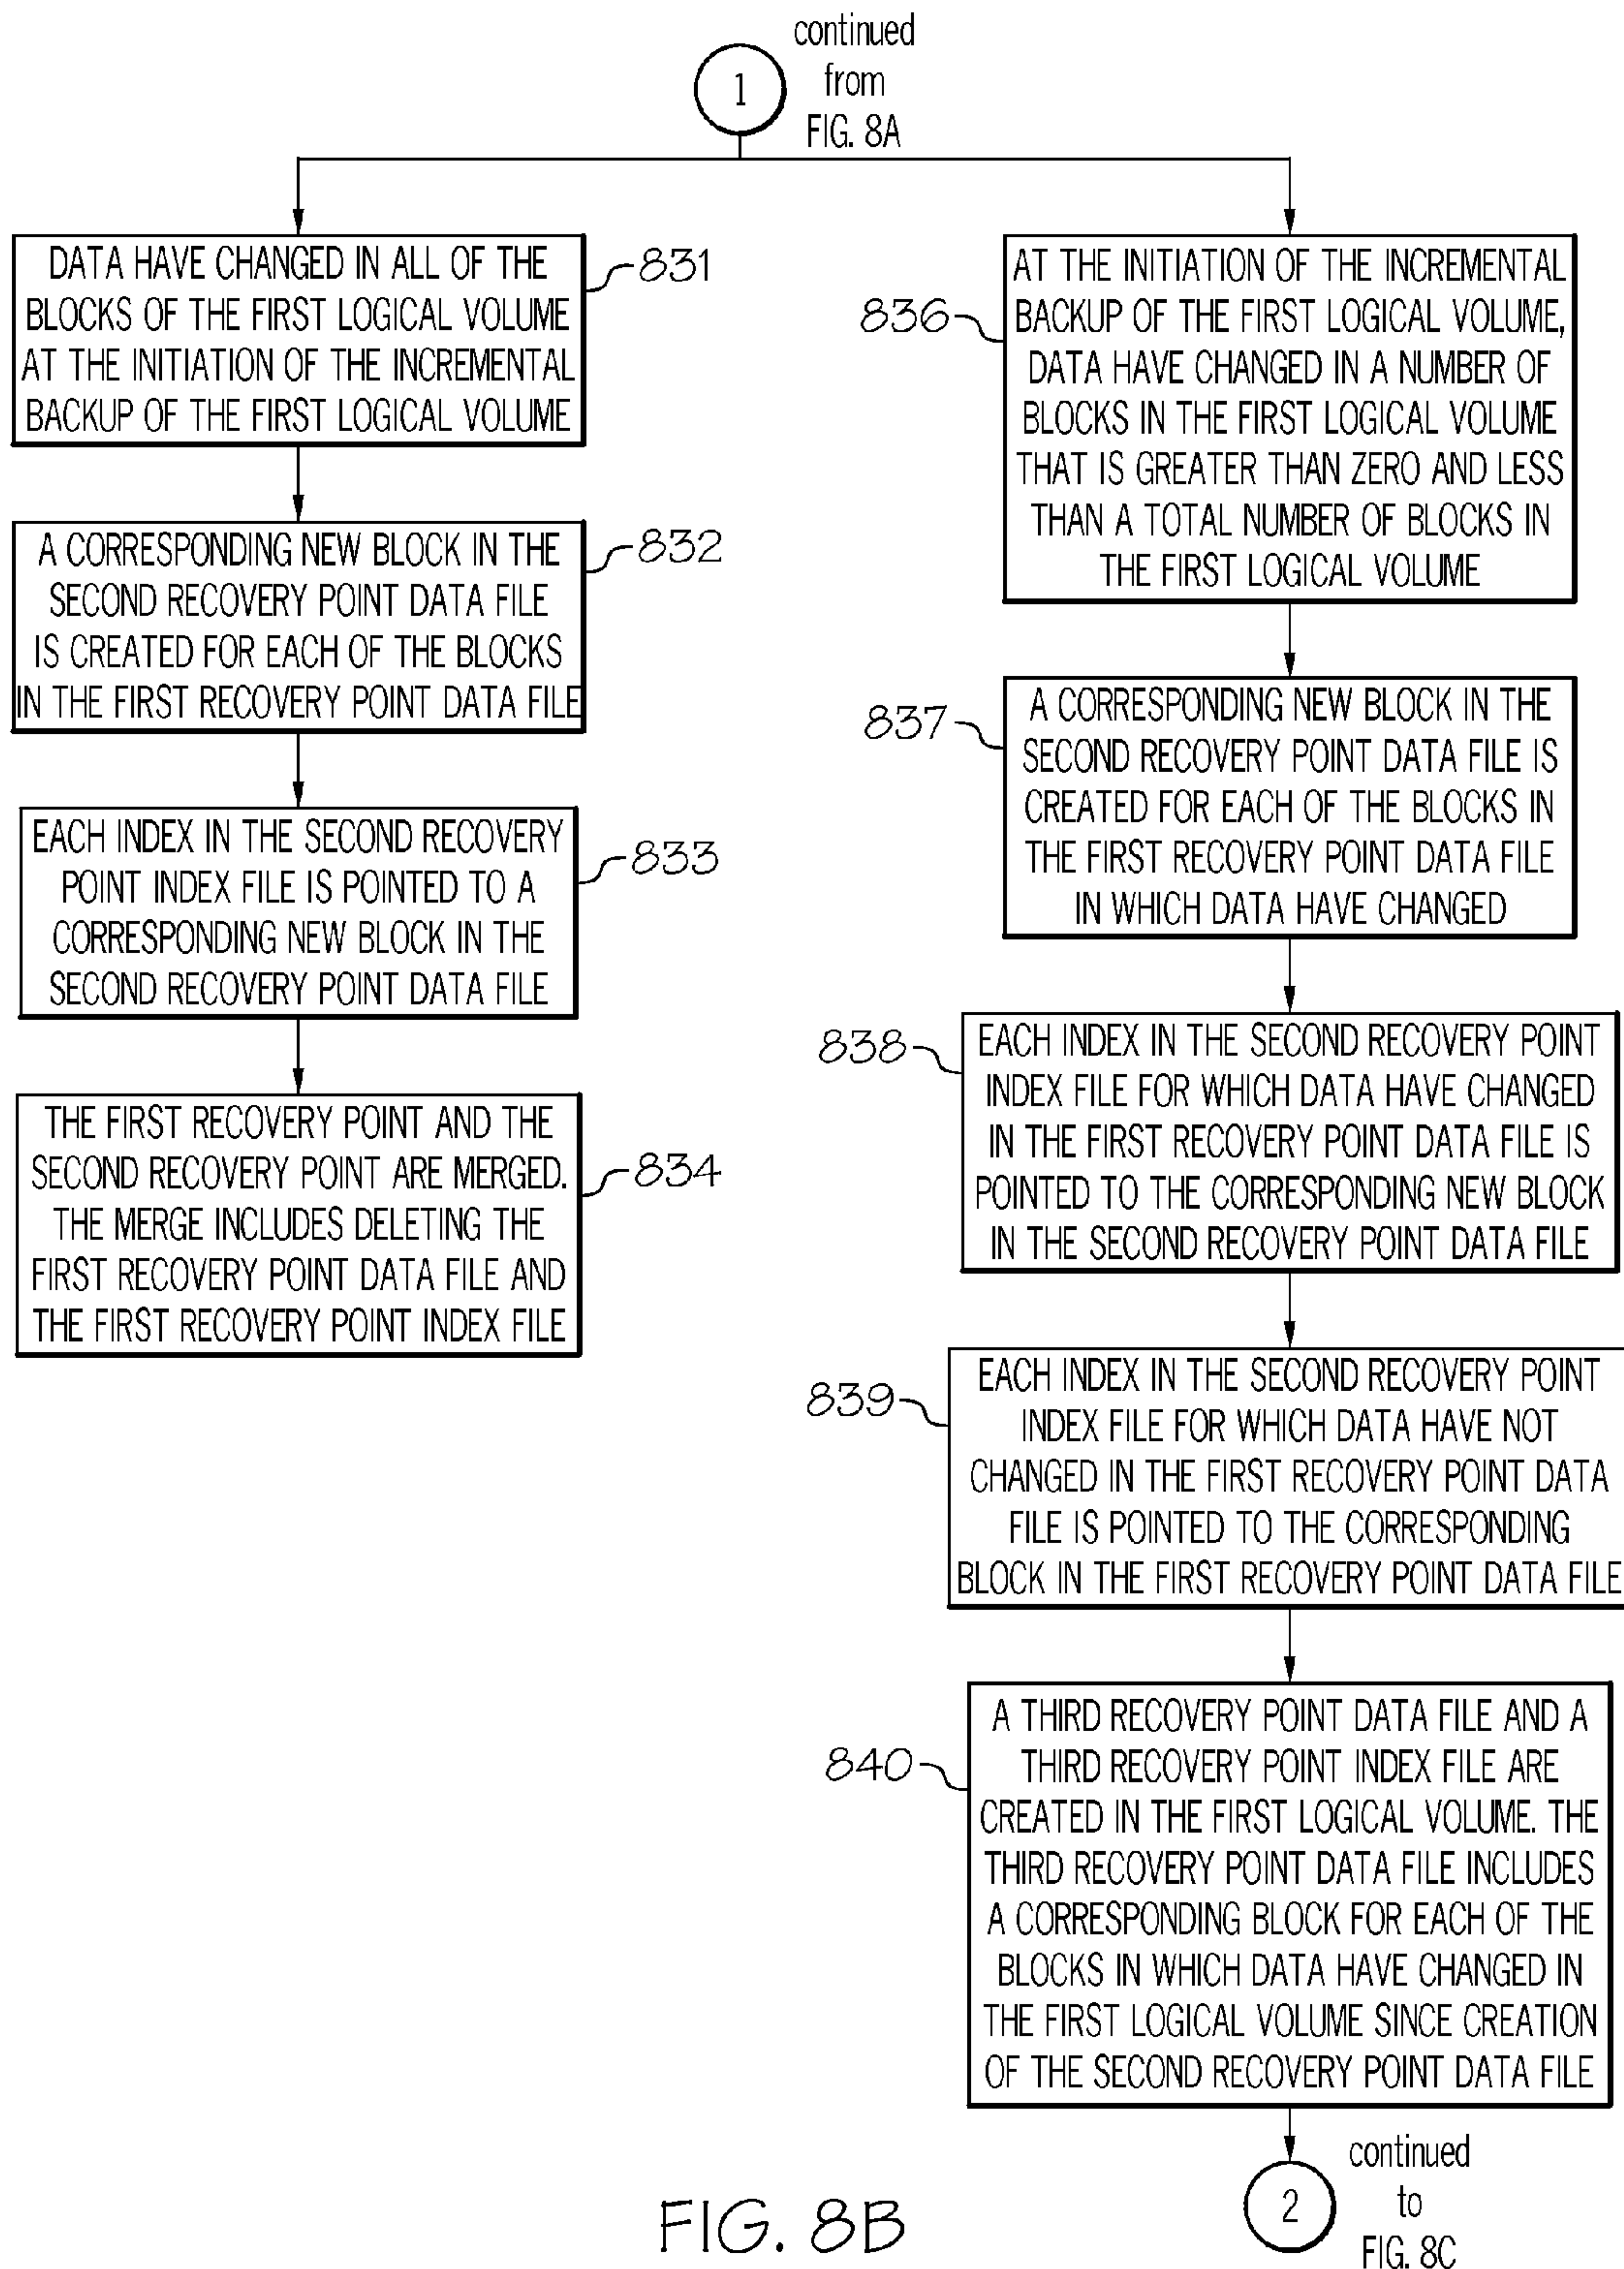 continued
from
FIG. 8A
1
DATA HAVE CHANGED IN ALL OF THE
BLOCKS OF THE FIRST LOGICAL VOLUME
AT THE INITIATION OF THE INCREMENTAL
BACKUP OF THE FIRST LOGICAL VOLUME
831
A CORRESPONDING NEW BLOCK IN THE
SECOND RECOVERY POINT DATA FILE
IS CREATED FOR EACH OF THE BLOCKS
IN THE FIRST RECOVERY POINT DATA FILE
832
EACH INDEX IN THE SECOND RECOVERY
POINT INDEX FILE IS POINTED TO A
CORRESPONDING NEW BLOCK IN THE
SECOND RECOVERY POINT DATA FILE
833
THE FIRST RECOVERY POINT AND THE
SECOND RECOVERY POINT ARE MERGED.
THE MERGE INCLUDES DELETING THE
FIRST RECOVERY POINT DATA FILE AND
THE FIRST RECOVERY POINT INDEX FILE
834
AT THE INITIATION OF THE INCREMENTAL
BACKUP OF THE FIRST LOGICAL VOLUME,
DATA HAVE CHANGED IN A NUMBER OF
BLOCKS IN THE FIRST LOGICAL VOLUME
THAT IS GREATER THAN ZERO AND LESS
THAN A TOTAL NUMBER OF BLOCKS IN
THE FIRST LOGICAL VOLUME
836
A CORRESPONDING NEW BLOCK IN THE
SECOND RECOVERY POINT DATA FILE IS
CREATED FOR EACH OF THE BLOCKS IN
THE FIRST RECOVERY POINT DATA FILE
IN WHICH DATA HAVE CHANGED
837
EACH INDEX IN THE SECOND RECOVERY POINT
INDEX FILE FOR WHICH DATA HAVE CHANGED
IN THE FIRST RECOVERY POINT DATA FILE IS
POINTED TO THE CORRESPONDING NEW BLOCK
IN THE SECOND RECOVERY POINT DATA FILE
838
EACH INDEX IN THE SECOND RECOVERY POINT
INDEX FILE FOR WHICH DATA HAVE NOT
CHANGED IN THE FIRST RECOVERY POINT DATA
FILE IS POINTED TO THE CORRESPONDING
BLOCK IN THE FIRST RECOVERY POINT DATA FILE
839
A THIRD RECOVERY POINT DATA FILE AND A
THIRD RECOVERY POINT INDEX FILE ARE
CREATED IN THE FIRST LOGICAL VOLUME. THE
THIRD RECOVERY POINT DATA FILE INCLUDES
A CORRESPONDING BLOCK FOR EACH OF THE
BLOCKS IN WHICH DATA HAVE CHANGED IN
THE FIRST LOGICAL VOLUME SINCE CREATION
OF THE SECOND RECOVERY POINT DATA FILE
840
2
continued
to
FIG. 8C
FIG. 8B